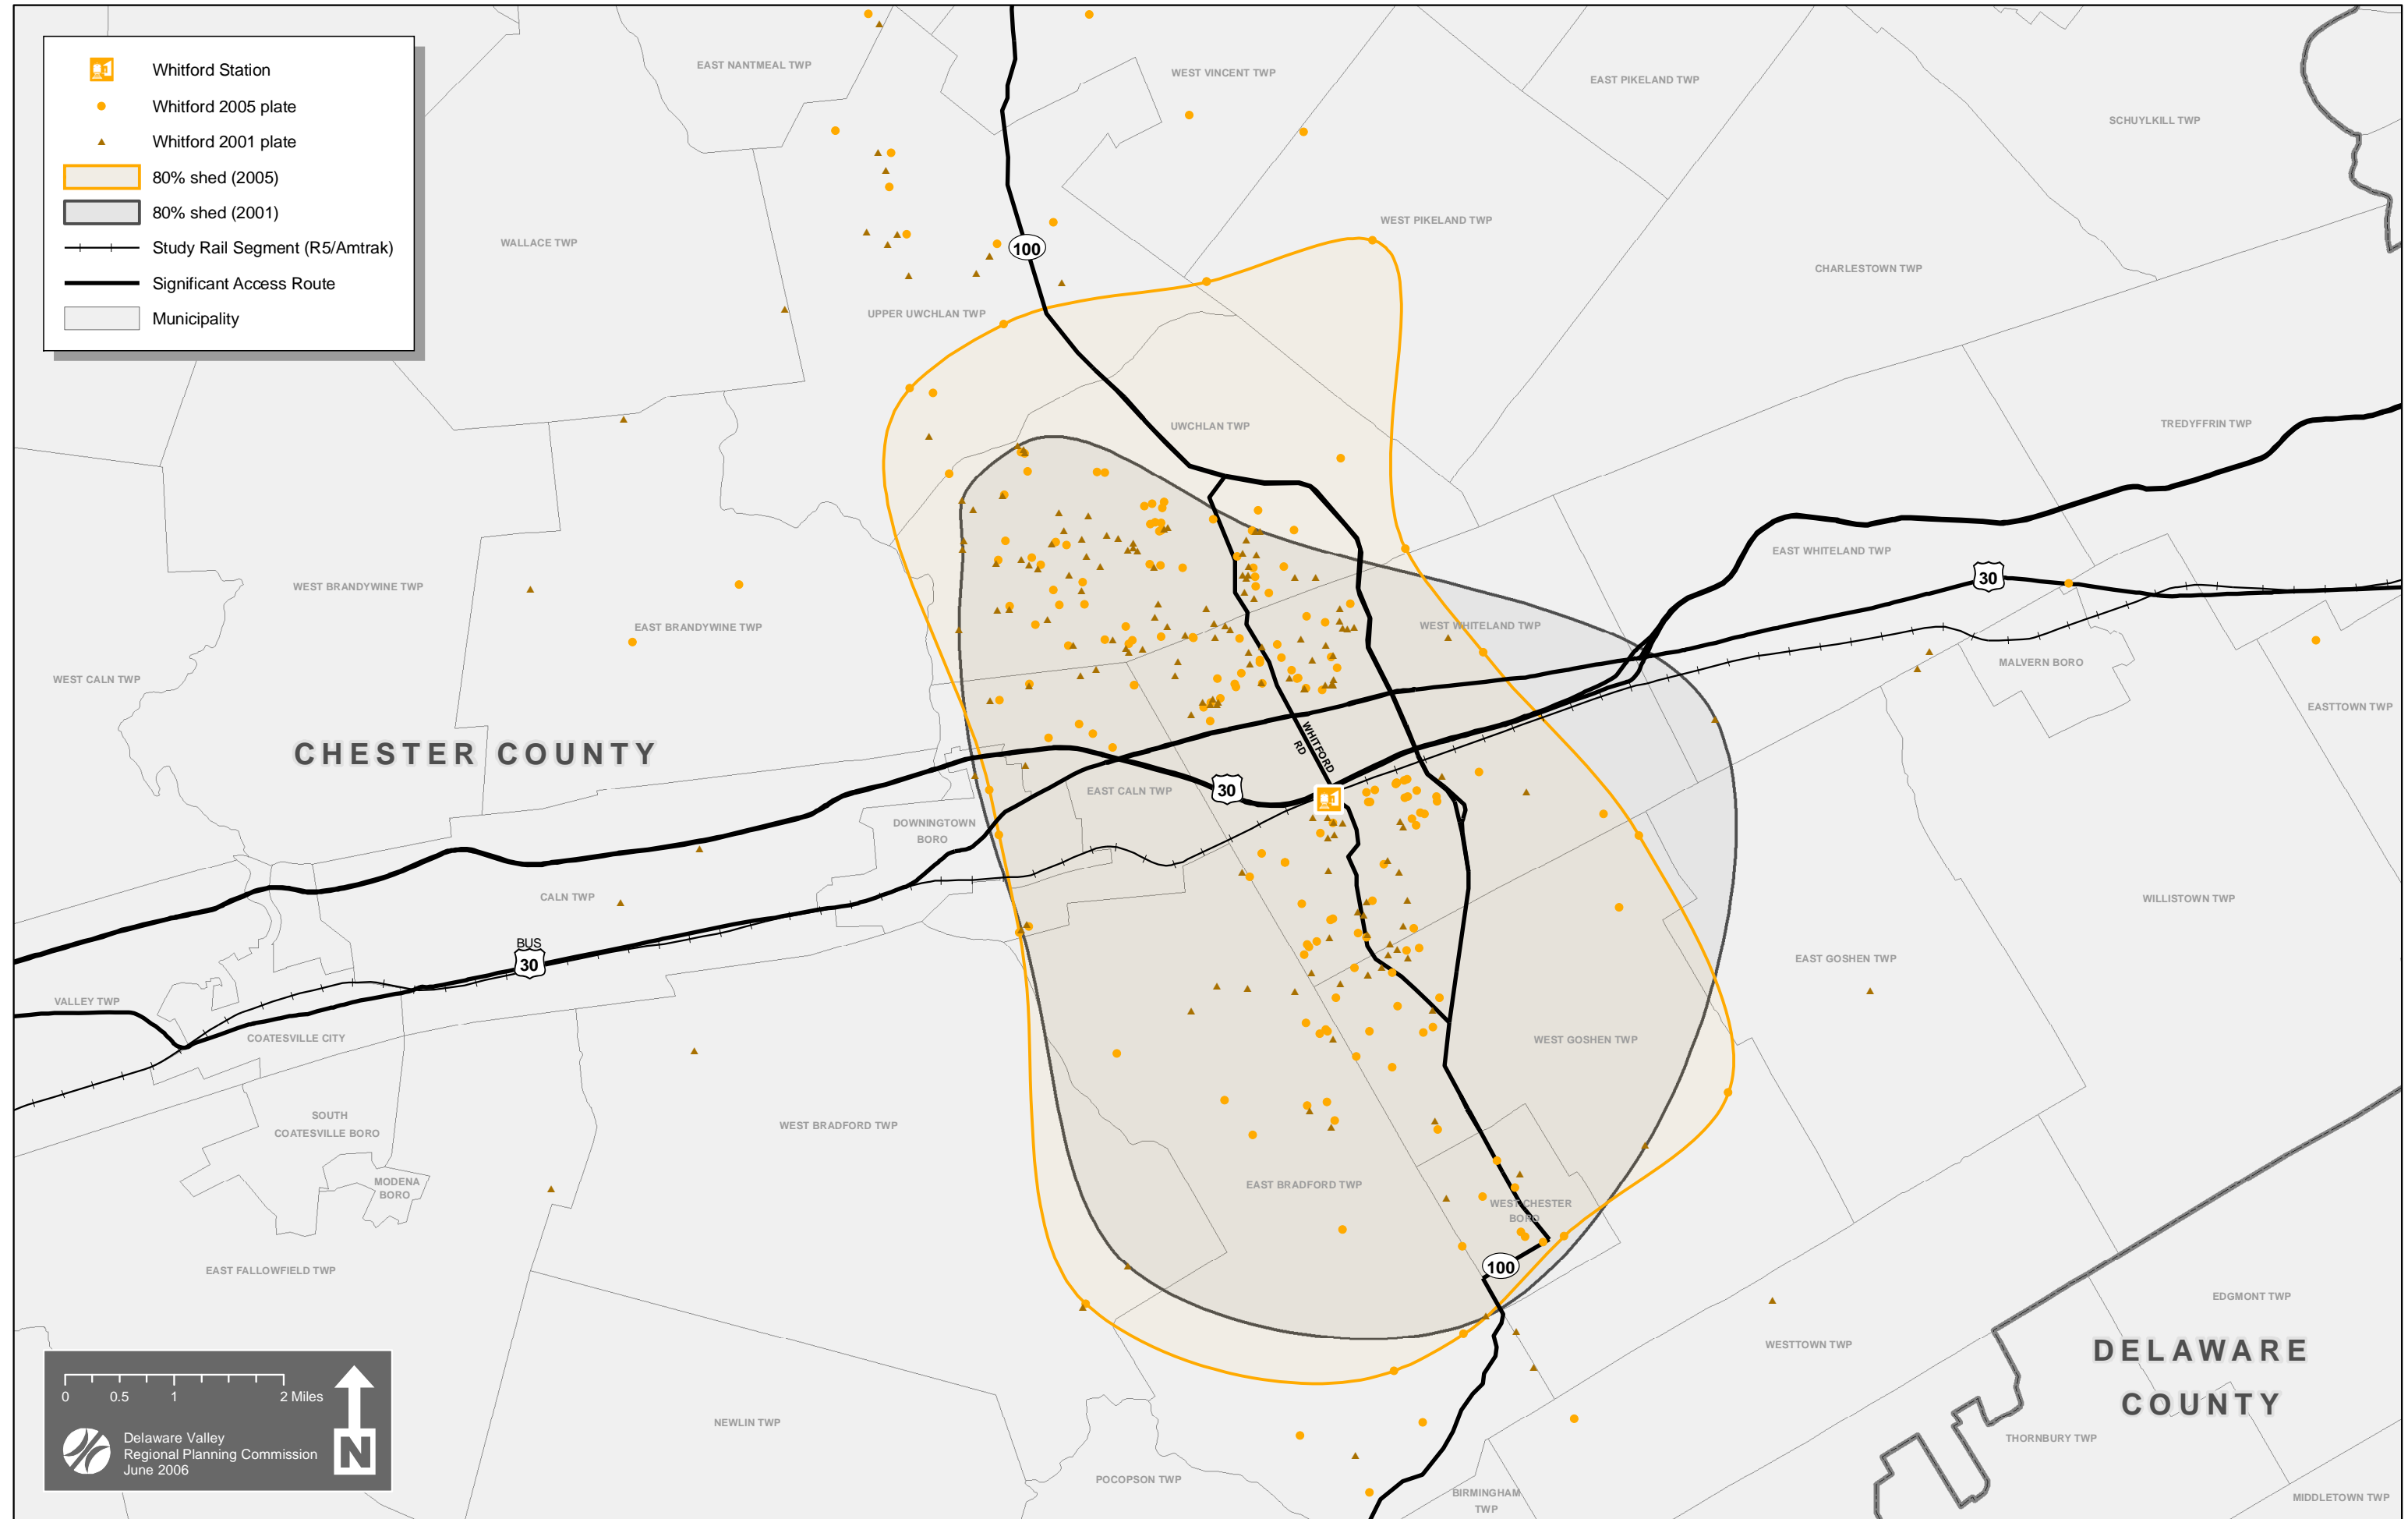 Whitford Station
Whitford 2005 plate
Whitford 2001 plate
80% shed (2005)
80% shed (2001)
Study Rail Segment (R5/Amtrak)
Significant Access Route
Municipality
EAST NANTMEAL TWP
WEST VINCENT TWP
EAST PIKELAND TWP
SCHUYLKILL TWP
WEST PIKELAND TWP
WALLACE TWP
100
CHARLESTOWN TWP
UPPER UWCHLAN TWP
UWCHLAN TWP
TREDYFFRIN TWP
EAST WHITELAND TWP
30
WEST BRANDYWINE TWP
EAST BRANDYWINE TWP
WEST WHITELAND TWP
MALVERN BORO
WEST CALN TWP
EASTTOWN TWP
CHESTER COUNTY
WHITFORD
RD
EAST CALN TWP
30
DOWNINGTOWN
BORO
CALN TWP
WILLISTOWN TWP
BUS
30
EAST GOSHEN TWP
VALLEY TWP
COATESVILLE CITY
WEST GOSHEN TWP
SOUTH
COATESVILLE BORO
WEST BRADFORD TWP
MODENA
BORO
EAST BRADFORD TWP
WEST CHESTER
BORO
EAST FALLOWFIELD TWP
100
EDGMONT TWP
WESTTOWN TWP
DELAWARE
COUNTY
0 0.5 1 2 Miles
Delaware Valley
Regional Planning Commission
June 2006
N
NEWLIN TWP
THORNBURY TWP
POCOPSON TWP
BIRMINGHAM
TWP
MIDDLETOWN TWP